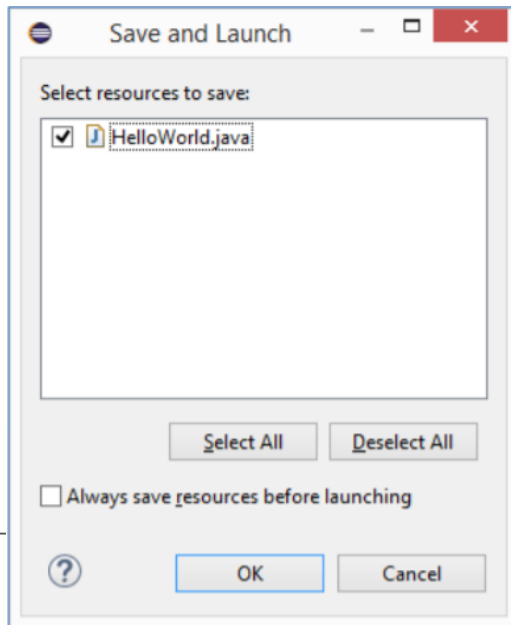 Save and Launch
Select resources to save:
HelloWorld.java
Select All Deselect All
Always save resources before launching
OK Cancel